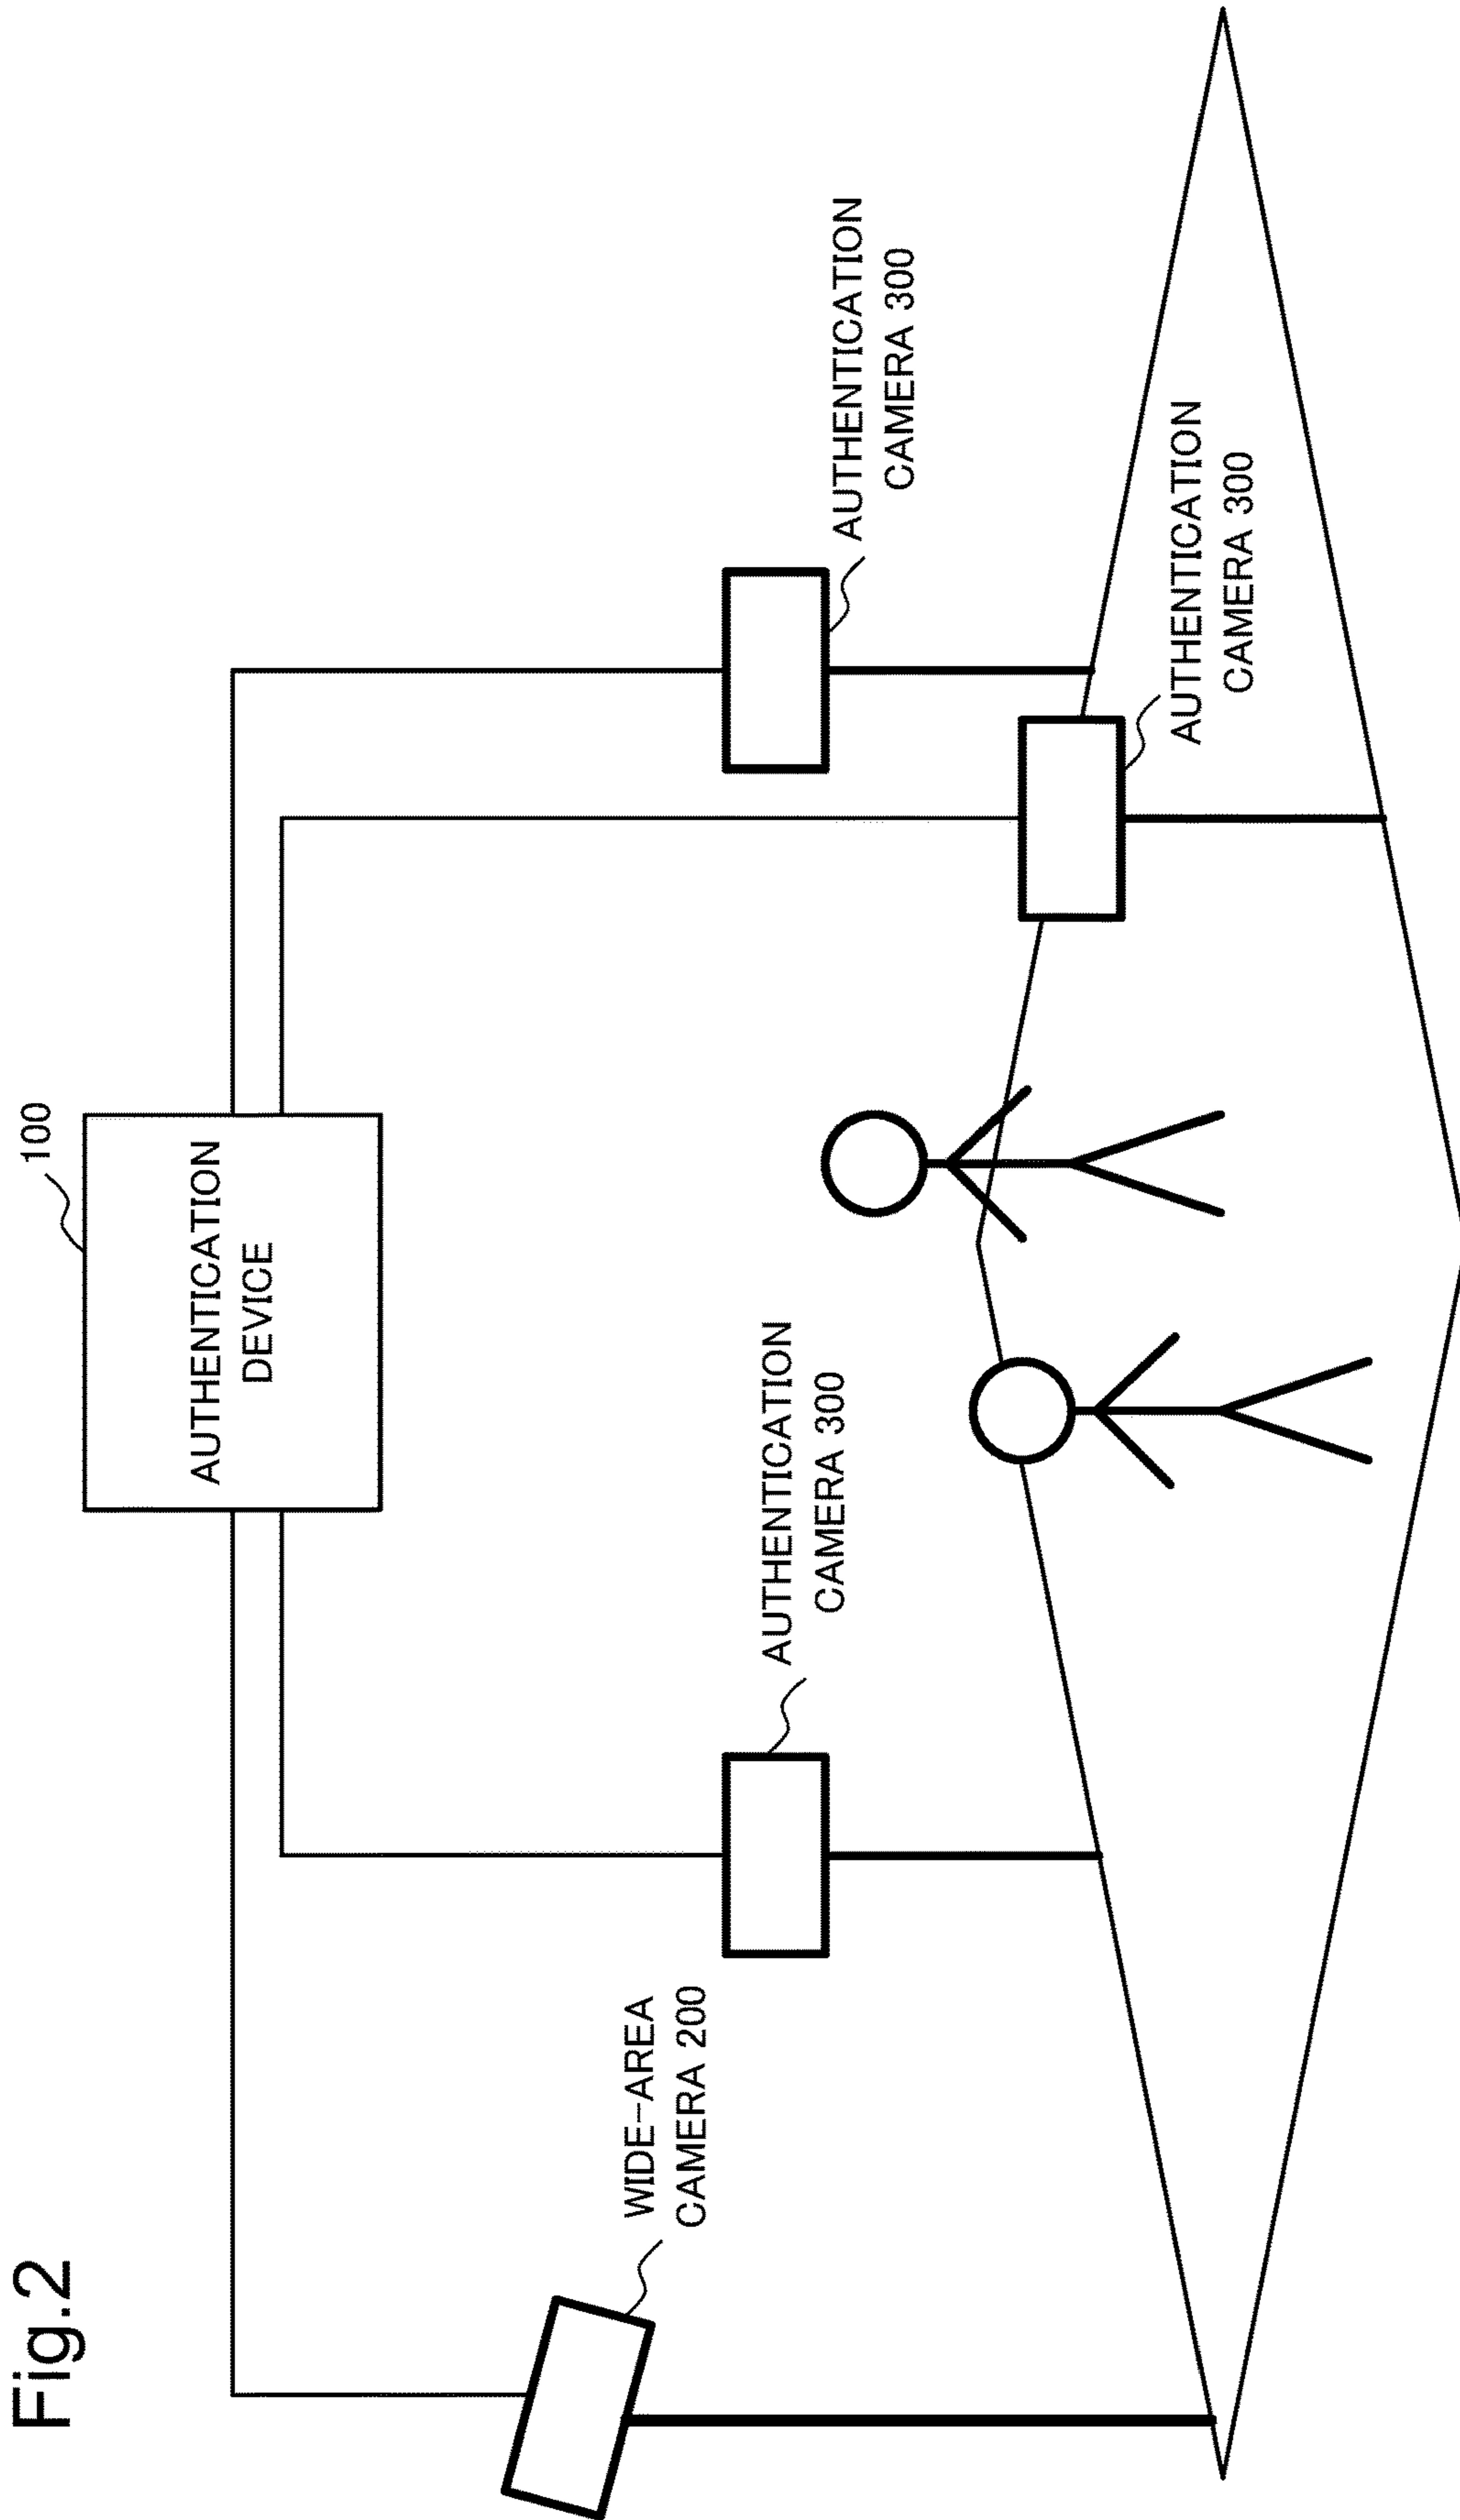 Fig.2
100
AUTHENTICATION
DEVICE
WIDE-AREA
CAMERA 200
AUTHENTICATION
CAMERA 300
AUTHENTICATION
CAMERA 300
AUTHENTICATION
CAMERA 300